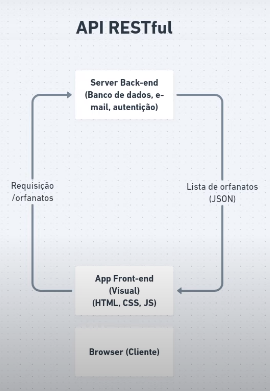 API RESTful
Server Back-end
(Banco de dados, e-
mail, autentição)
Requisição
/orfanatos
Lista de orfanatos
(JSON)
App Front-end
(Visual)
(HTML, CSS, JS)
Browser (Cliente)